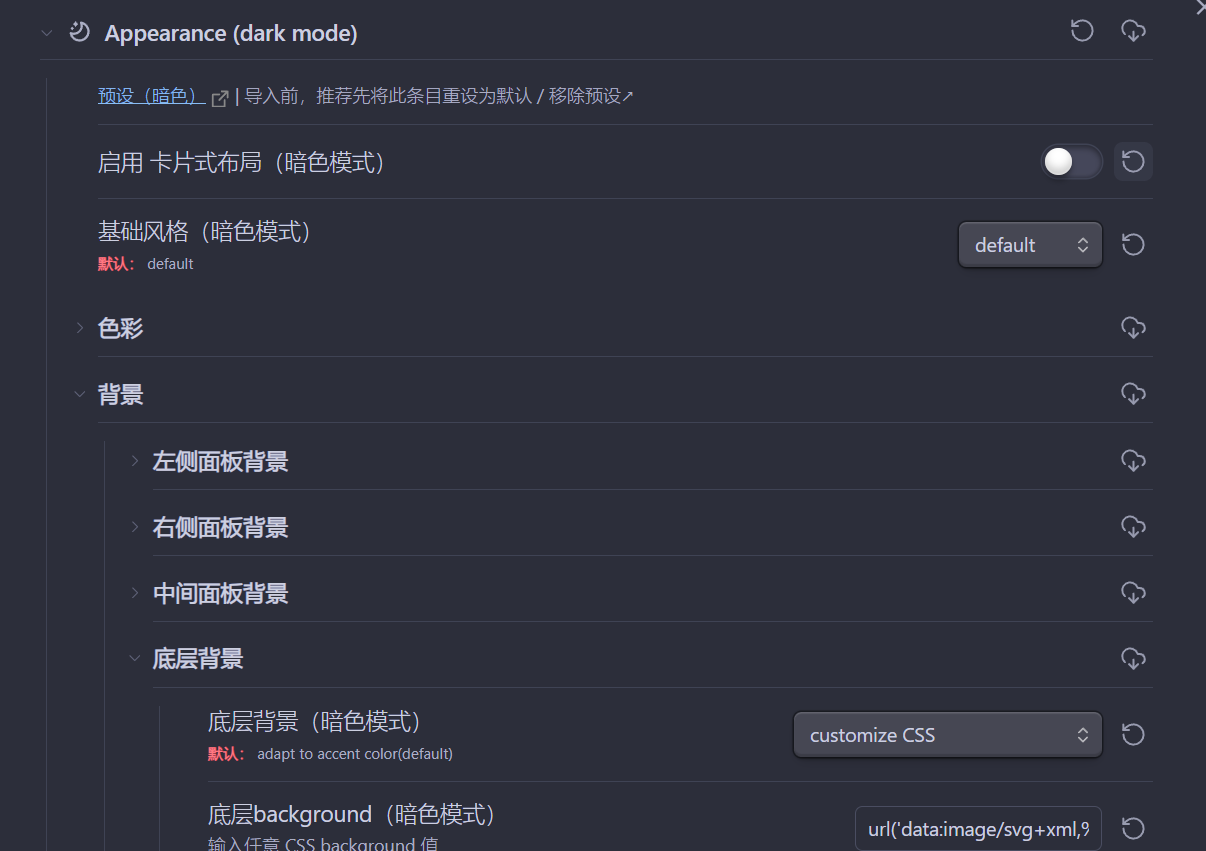 Appearance (dark mode)
预设（暗色） | 导入前，推荐先将此条目重设为默认 / 移除预设↗
启用 卡片式布局（暗色模式）
基础风格（暗色模式）
默认： default
default
色彩
背景
左侧面板背景
右侧面板背景
中间面板背景
底层背景
底层背景（暗色模式）
默认： adapt to accent color(default)
customize CSS
底层background（暗色模式）
输入任意 CSS background 值
url('data:image/svg+xml,%